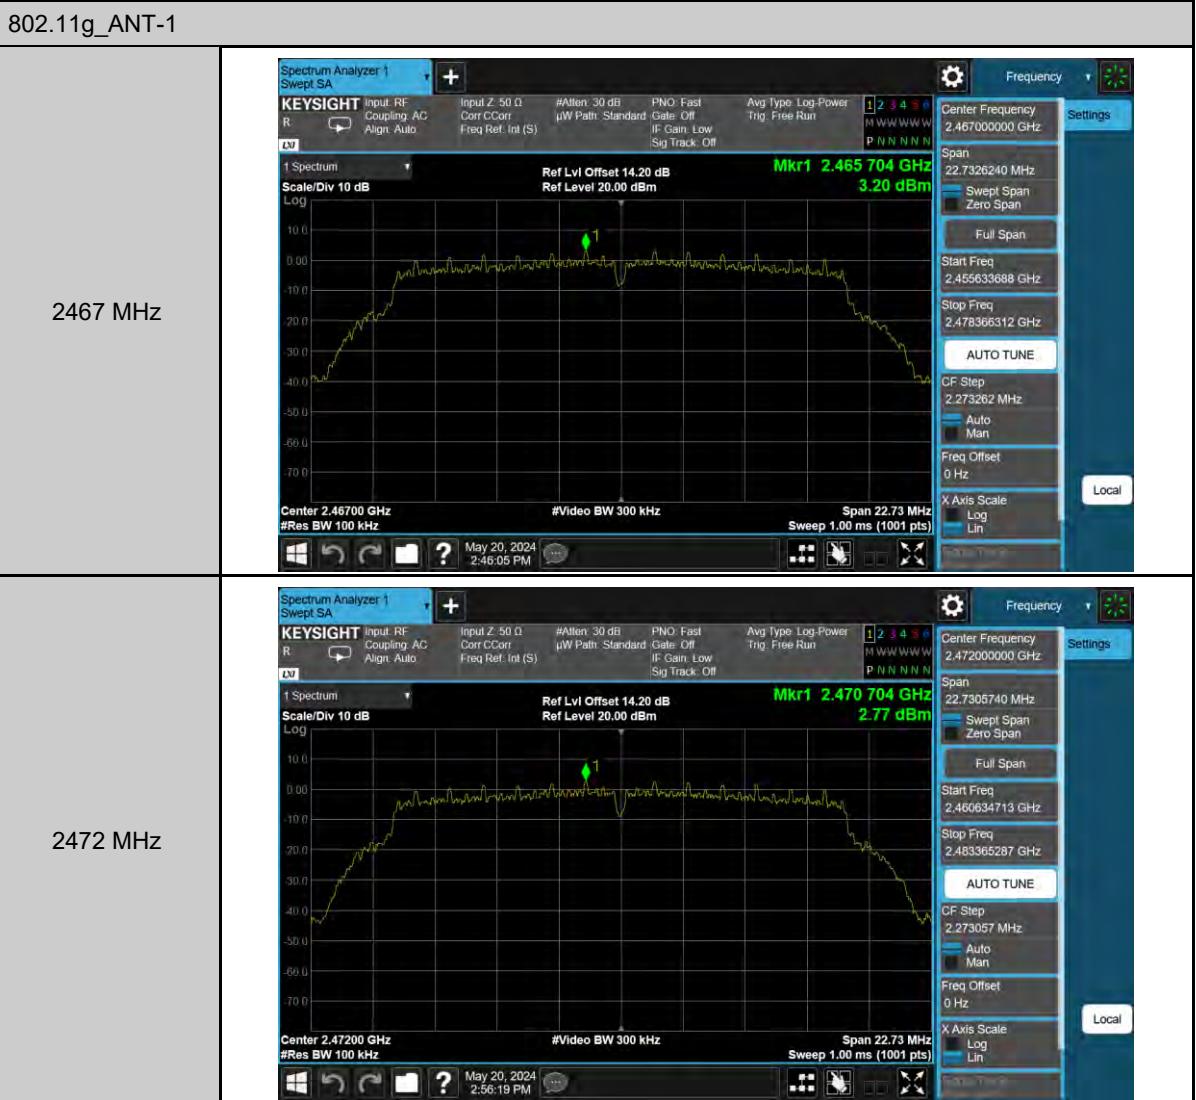 802.11g_ANT-1
2467 MHz
Spectrum Analyzer 1
Swept SA
Frequency
KEYSIGHT
R
LXI
Input: RF
Coupling: AC
Align: Auto
Input Z: 50 Ω
Corr CCorr
Freq Ref: Int (S)
#Atten: 30 dB
µW Path: Standard
PNO: Fast
Gate: Off
IF Gain: Low
Sig Track: Off
Avg Type: Log-Power
Trig: Free Run
1 2 3 4 5 6
M W W W W W
P N N N N N
Center Frequency
2.467000000 GHz
Settings
1 Spectrum
Scale/Div 10 dB
Log
Ref Lvl Offset 14.20 dB
Ref Level 20.00 dBm
Mkr1 2.465 704 GHz
3.20 dBm
Span
22.7326240 MHz
Swept Span
Zero Span
Full Span
Start Freq
2.455633688 GHz
Stop Freq
2.478366312 GHz
AUTO TUNE
CF Step
2.273262 MHz
Auto
Man
Freq Offset
0 Hz
X Axis Scale
Log
Lin
Local
1
10.0
0.00
-10.0
-20.0
-30.0
-40.0
-50.0
-60.0
-70.0
Center 2.46700 GHz
#Res BW 100 kHz
#Video BW 300 kHz
Span 22.73 MHz
Sweep 1.00 ms (1001 pts)
?
May 20, 2024
2:46:05 PM
2472 MHz
Spectrum Analyzer 1
Swept SA
Frequency
KEYSIGHT
R
LXI
Input: RF
Coupling: AC
Align: Auto
Input Z: 50 Ω
Corr CCorr
Freq Ref: Int (S)
#Atten: 30 dB
µW Path: Standard
PNO: Fast
Gate: Off
IF Gain: Low
Sig Track: Off
Avg Type: Log-Power
Trig: Free Run
1 2 3 4 5 6
M W W W W W
P N N N N N
Center Frequency
2.472000000 GHz
Settings
1 Spectrum
Scale/Div 10 dB
Log
Ref Lvl Offset 14.20 dB
Ref Level 20.00 dBm
Mkr1 2.470 704 GHz
2.77 dBm
Span
22.7305740 MHz
Swept Span
Zero Span
Full Span
Start Freq
2.460634713 GHz
Stop Freq
2.483365287 GHz
AUTO TUNE
CF Step
2.273057 MHz
Auto
Man
Freq Offset
0 Hz
X Axis Scale
Log
Lin
Local
1
10.0
0.00
-10.0
-20.0
-30.0
-40.0
-50.0
-60.0
-70.0
Center 2.47200 GHz
#Res BW 100 kHz
#Video BW 300 kHz
Span 22.73 MHz
Sweep 1.00 ms (1001 pts)
?
May 20, 2024
2:56:19 PM